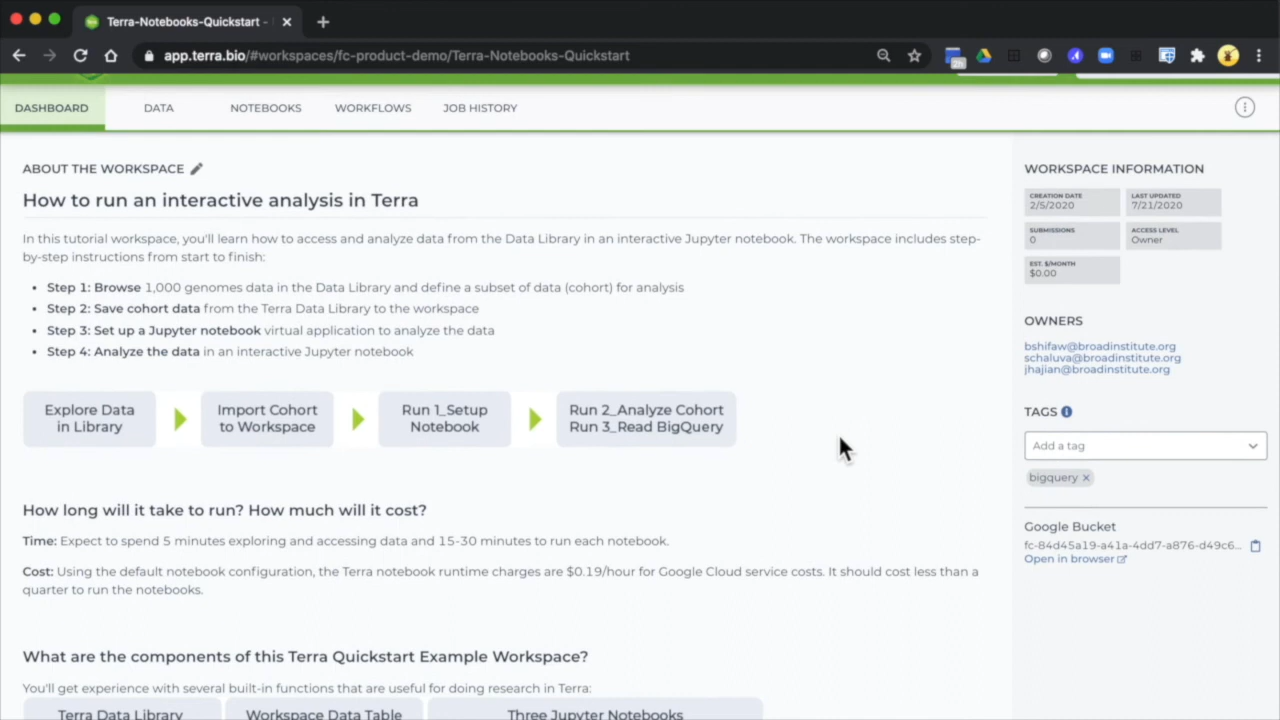 Terra-Notebooks-Quickstart -
app.terra.bio/#workspaces/fc-product-demo/Terra-Notebooks-Quickstart
2h
DASHBOARD
DATA
NOTEBOOKS
WORKFLOWS
JOB HISTORY
ABOUT THE WORKSPACE
How to run an interactive analysis in Terra
In this tutorial workspace, you'll learn how to access and analyze data from the Data Library in an interactive Jupyter notebook. The workspace includes step-
by-step instructions from start to finish:
• Step 1: Browse 1,000 genomes data in the Data Library and define a subset of data (cohort) for analysis
• Step 2: Save cohort data from the Terra Data Library to the workspace
• Step 3: Set up a Jupyter notebook virtual application to analyze the data
• Step 4: Analyze the data in an interactive Jupyter notebook
Explore Data
in Library
Import Cohort
to Workspace
Run 1_Setup
Notebook
Run 2_Analyze Cohort
Run 3_Read BigQuery
How long will it take to run? How much will it cost?
Time: Expect to spend 5 minutes exploring and accessing data and 15-30 minutes to run each notebook.
Cost: Using the default notebook configuration, the Terra notebook runtime charges are $0.19/hour for Google Cloud service costs. It should cost less than a
quarter to run the notebooks.
What are the components of this Terra Quickstart Example Workspace?
You'll get experience with several built-in functions that are useful for doing research in Terra:
Terra Data Library
Workspace Data Table
Three Jupyter Notebooks
WORKSPACE INFORMATION
CREATION DATE
2/5/2020
LAST UPDATED
7/21/2020
SUBMISSIONS
0
ACCESS LEVEL
Owner
EST. $/MONTH
$0.00
OWNERS
bshifaw@broadinstitute.org
schaluva@broadinstitute.org
jhajian@broadinstitute.org
TAGS
Add a tag
bigquery
Google Bucket
fc-84d45a19-a41a-4dd7-a876-d49c6...
Open in browser